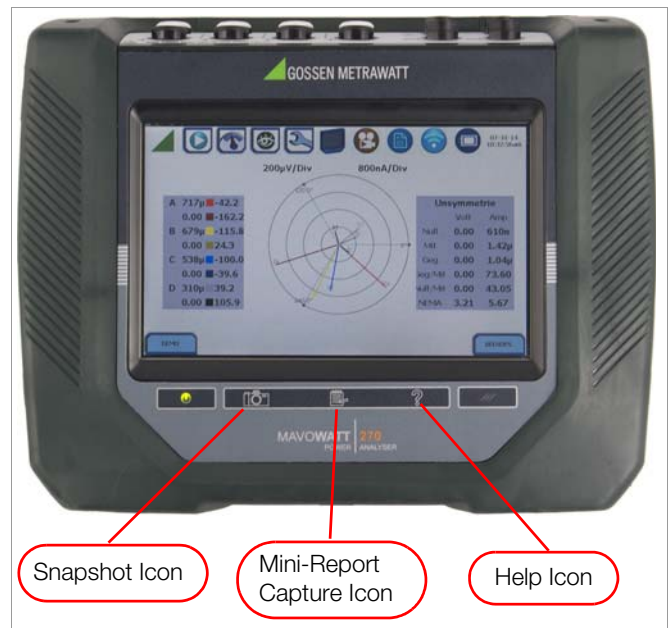 GOSSEN METRAWATT
200µV/Div 800nA/Div
A 717µ -42.2
0.00 -162.2
B 679µ -115.8
0.00 24.3
C 538µ -100.0
0.00 -39.6
D 310µ 39.2
0.00 105.9
Unsymmetrie
Volt Amp
Null 0.00 610n
Mit 0.00 1.42µ
Geg 0.00 1.04µ
0.00 73.60
0.00 43.05
NEMA 3.21 5.67
MAVOWATT 270
POWER ANALYSER
Snapshot Icon
Mini-Report
Capture Icon
Help Icon